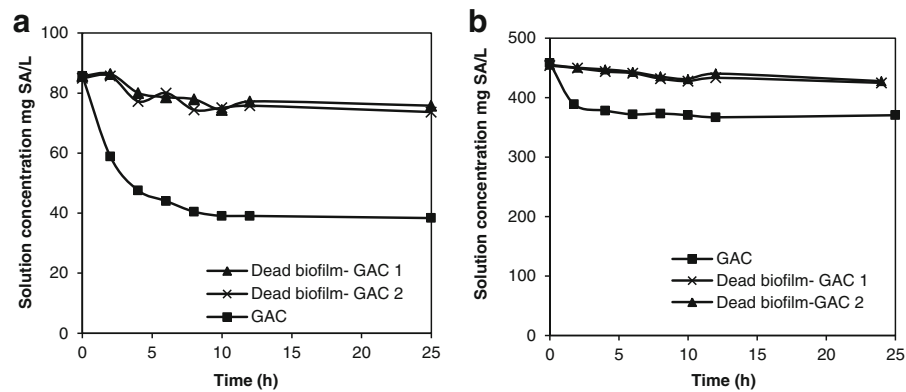 a
Solution concentration mg SA/L
100
80
60
40
20
0
0 5 10 15 20 25
Time (h)
Dead biofilm- GAC 1
Dead biofilm- GAC 2
GAC
b
Solution concentration mg SA/L
500
400
300
200
100
0
0 5 10 15 20 25
Time (h)
GAC
Dead biofilm- GAC 1
Dead biofilm-GAC 2